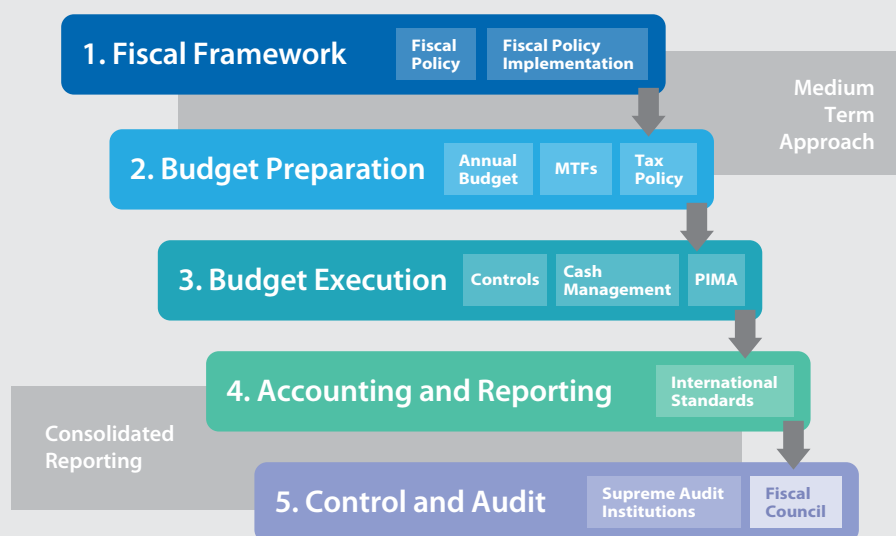 1. Fiscal Framework
Fiscal
Policy
Fiscal Policy
Implementation
Medium
Term
Approach
2. Budget Preparation
Annual
Budget
MTFs
Tax
Policy
3. Budget Execution
Controls
Cash
Management
PIMA
4. Accounting and Reporting
International
Standards
Consolidated
Reporting
5. Control and Audit
Supreme Audit
Institutions
Fiscal
Council